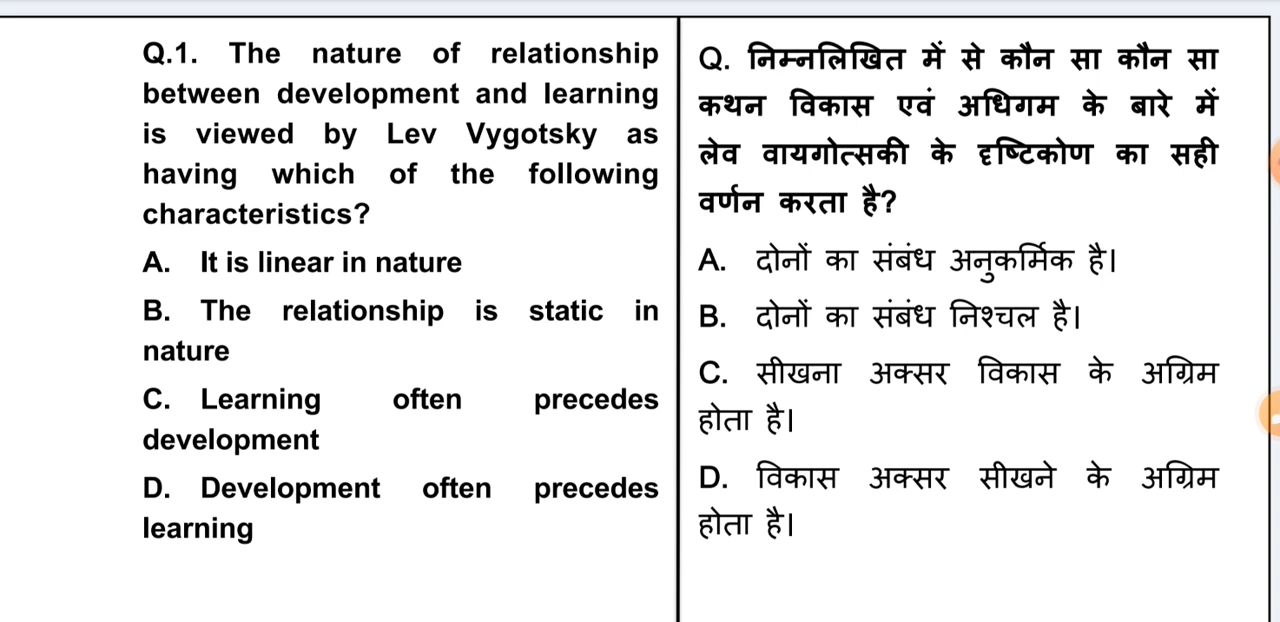 Q.1. The nature of relationship
between development and learning
is viewed by Lev Vygotsky as
having which of the following
characteristics?
A. It is linear in nature
B. The relationship is static in
nature
C. Learning often precedes
development
D. Development often precedes
learning
Q. निम्नलिखित में से कौन सा कौन सा
कथन विकास एवं अधिगम के बारे में
लेव वायगोत्सकी के दृष्टिकोण का सही
वर्णन करता है?
A. दोनों का संबंध अनुकर्मिक है।
B. दोनों का संबंध निश्चल है।
C. सीखना अक्सर विकास के अग्रिम
होता है।
D. विकास अक्सर सीखने के अग्रिम
होता है।